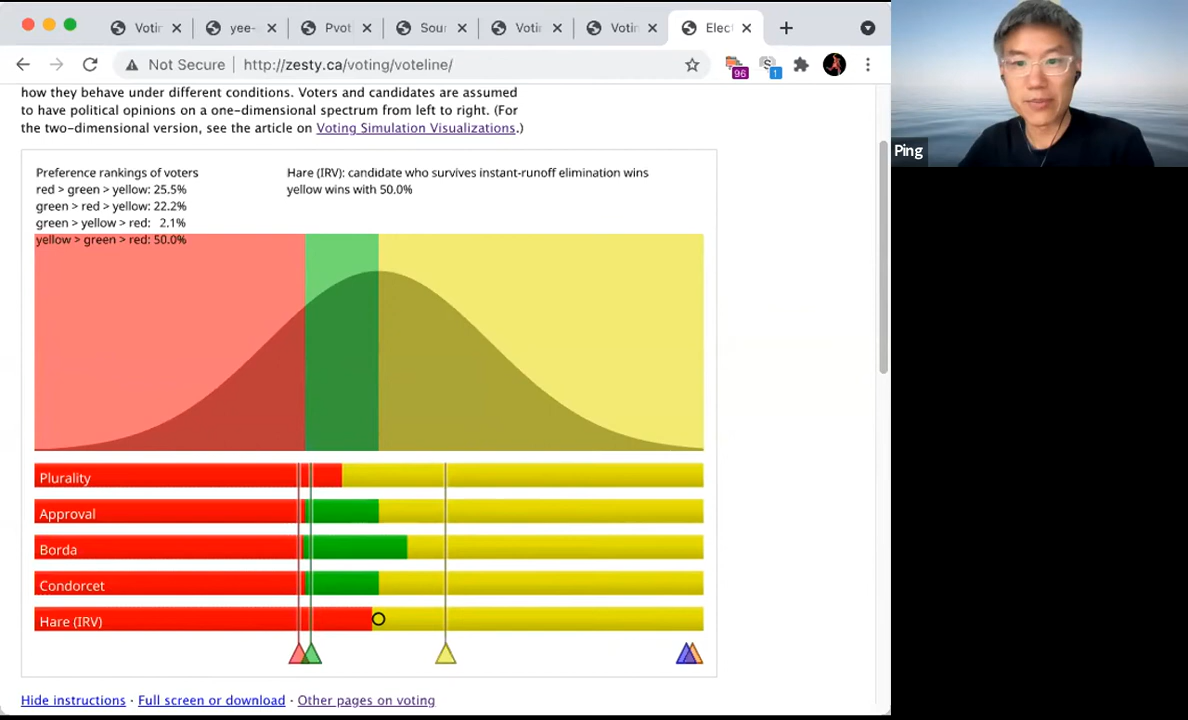 Votir
yee-
Pvot
Sour
Votir
Votin
Elect
Not Secure
http://zesty.ca/voting/voteline/
96
1
how they behave under different conditions. Voters and candidates are assumed
to have political opinions on a one-dimensional spectrum from left to right. (For
the two-dimensional version, see the article on Voting Simulation Visualizations.)
Preference rankings of voters
red > green > yellow: 25.5%
green > red > yellow: 22.2%
green > yellow > red: 2.1%
yellow > green > red: 50.0%
Hare (IRV): candidate who survives instant-runoff elimination wins
yellow wins with 50.0%
Plurality
Approval
Borda
Condorcet
Hare (IRV)
Hide instructions · Full screen or download · Other pages on voting
Ping